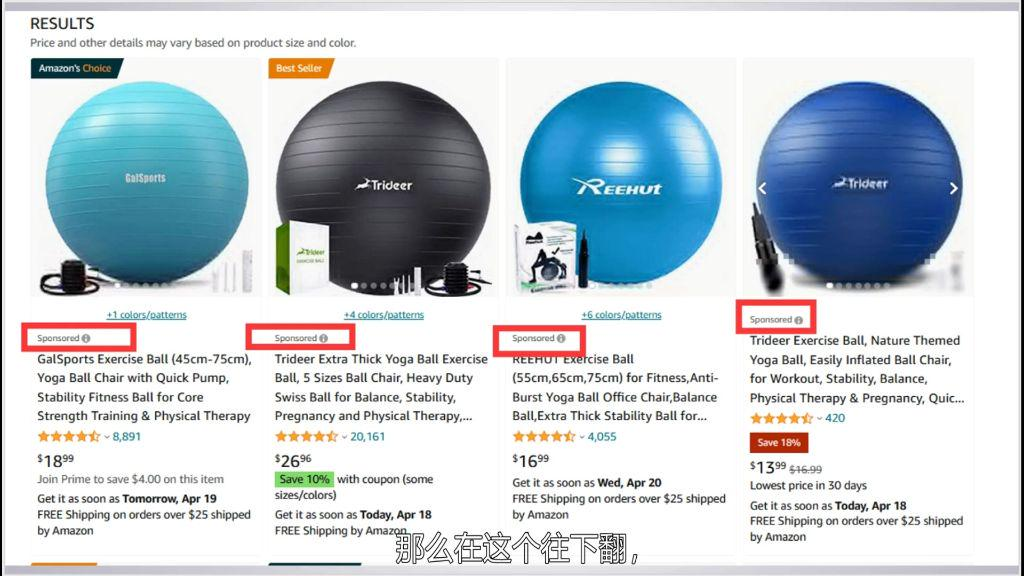 RESULTS
Price and other details may vary based on product size and color.
Amazon's Choice
GalSports
+1 colors/patterns
Sponsored
GalSports Exercise Ball (45cm-75cm),
Yoga Ball Chair with Quick Pump,
Stability Fitness Ball for Core
Strength Training & Physical Therapy
8,891
$18.99
Join Prime to save $4.00 on this item
Get it as soon as Tomorrow, Apr 19
FREE Shipping on orders over $25 shipped
by Amazon
Best Seller
Trideer
Trideer
EXERCISE BALL
+4 colors/patterns
Sponsored
Trideer Extra Thick Yoga Ball Exercise
Ball, 5 Sizes Ball Chair, Heavy Duty
Swiss Ball for Balance, Stability,
Pregnancy and Physical Therapy,...
20,161
$26.96
Save 10% with coupon (some
sizes/colors)
Get it as soon as Today, Apr 18
FREE Shipping by Amazon
REEHUT
+6 colors/patterns
Sponsored
REEHUT Exercise Ball
(55cm,65cm,75cm) for Fitness,Anti-
Burst Yoga Ball Office Chair,Balance
Ball,Extra Thick Stability Ball for...
4,055
$16.99
Get it as soon as Wed, Apr 20
FREE Shipping on orders over $25 shipped
by Amazon
Trideer
Sponsored
Trideer Exercise Ball, Nature Themed
Yoga Ball, Easily Inflated Ball Chair,
for Workout, Stability, Balance,
Physical Therapy & Pregnancy, Quic...
420
Save 18%
$13.99 $16.99
Lowest price in 30 days
Get it as soon as Today, Apr 18
FREE Shipping on orders over $25 shipped
by Amazon
那么在这个往下翻，